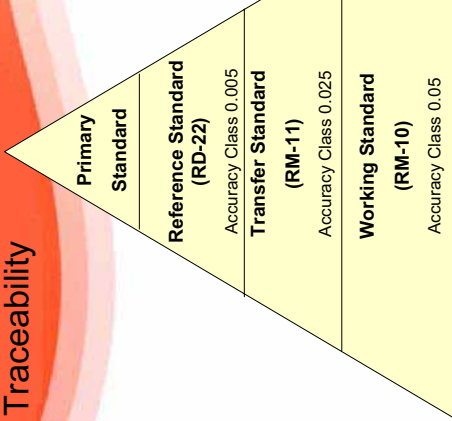 Traceability
Primary
Standard
Reference Standard
(RD-22)
Accuracy Class 0.005
Transfer Standard
(RM-11)
Accuracy Class 0.025
Working Standard
(RM-10)
Accuracy Class 0.05